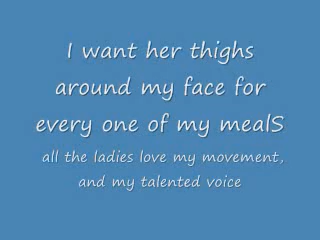 I want her thighs
around my face for
every one of my mealS
all the ladies love my movement,
and my talented voice